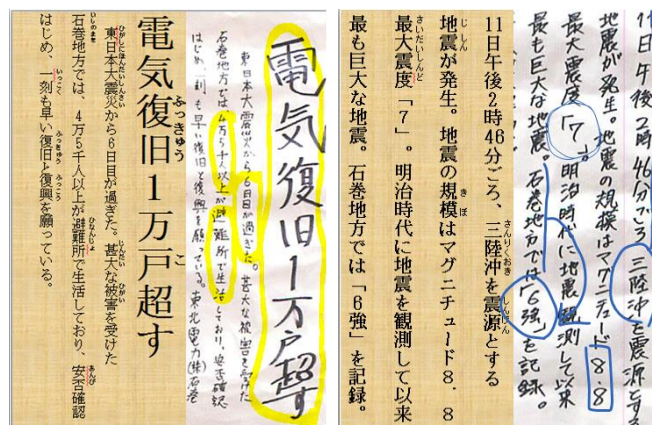 11日午後2時46分ごろ三陸沖を震源とする
地震が発生。地震の規模はマグニチュード8.8
最大震度「7」。明治時代に地震観測して以来
最も巨大な地震。石巻地方では「6強」を記録。
11日午後2時46分ごろ、三陸沖を震源とする
地震が発生。地震の規模はマグニチュード8.8
最大震度「7」。明治時代に地震を観測して以来
最も巨大な地震。石巻地方では「6強」を記録。
電気復旧1万戸超す
東日本大震災から6日目が過ぎた。甚大な被害を受けた
石巻地方では、4万5千人以上が避難所で生活しており、安否確認
はじめ、一刻も早い復旧と復興を願っている。東北電力(株)石巻
電気復旧1万戸超す
東日本大震災から6日目が過ぎた。甚大な被害を受けた
石巻地方では、4万5千人以上が避難所で生活しており、安否確認
はじめ、一刻も早い復旧と復興を願っている。